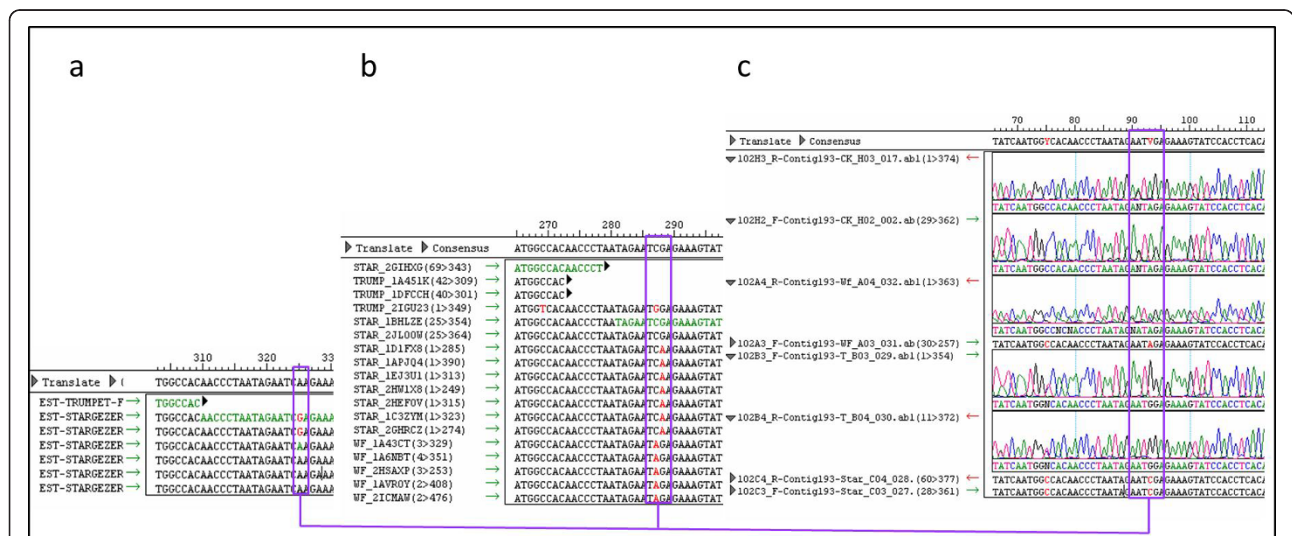 a
310 320 33
Translate (
TGGCCACAACCCTAATAGAATCAAGAAA
EST-TRUMPET-F → TGGCCAC
EST-STARGEZER → TGGCCACAACCCTAATAGAATCGAGAAA
EST-STARGEZER → TGGCCACAACCCTAATAGAATCGAGAAA
EST-STARGEZER → TGGCCACAACCCTAATAGAATCAAGAAA
EST-STARGEZER → TGGCCACAACCCTAATAGAATCAAGAAA
EST-STARGEZER → TGGCCACAACCCTAATAGAATCAAGAAA
EST-STARGEZER → TGGCCACAACCCTAATAGAATCAAGAAA
b
270 280 290
Translate Consensus ATGGCCACAACCCTAATAGAATCGAGAAAGTAT
STAR_2GIHXG(69>343) → ATGGCCACAACCCT
TRUMP_1A451K(42>309) → ATGGCCAC
TRUMP_1DFCCH(40>301) → ATGGCCAC
TRUMP_2IGU23(1>349) → ATGGTCACAACCCTAATAGAATGGAGAAAGTAT
STAR_1BHLZE(25>354) → ATGGCCACAACCCTAATAGAATCGAGAAAGTAT
STAR_2JLOOW(25>364) → ATGGCCACAACCCTAATAGAATCGAGAAAGTAT
STAR_1D1FX8(1>285) → ATGGCCACAACCCTAATAGAATCAAGAAAGTAT
STAR_1APJQ4(1>390) → ATGGCCACAACCCTAATAGAATCAAGAAAGTAT
STAR_1EJ3U1(1>313) → ATGGCCACAACCCTAATAGAATCAAGAAAGTAT
STAR_2HW1X8(1>249) → ATGGCCACAACCCTAATAGAATCAAGAAAGTAT
STAR_2HEF0V(1>315) → ATGGCCACAACCCTAATAGAATCAAGAAAGTAT
STAR_1C3ZYM(1>323) → ATGGCCACAACCCTAATAGAATCAAGAAAGTAT
STAR_2GHRCZ(1>274) → ATGGCCACAACCCTAATAGAATCAAGAAAGTAT
WF_1A43CT(3>329) → ATGGCCACAACCCTAATAGAATAGAGAAAGTAT
WF_1A6NBT(4>351) → ATGGCCACAACCCTAATAGAATAGAGAAAGTAT
WF_2HSAXP(3>253) → ATGGCCACAACCCTAATAGAATAGAGAAAGTAT
WF_1AVROY(2>408) → ATGGCCACAACCCTAATAGAATAGAGAAAGTAT
WF_2ICMAW(2>476) → ATGGCCACAACCCTAATAGAATAGAGAAAGTAT
c
70 80 90 100 110
Translate Consensus TATCAATGGYCACAACCCTAATAGAATVGAGAAAGTATCCACCTCACA
102H3_R-Contig193-CK_H03_017.ab1(1>374) ←
TATCAATGGCCACAACCCTAATAGANTAGAGAAAGTATCCACCTCACA
102H2_F-Contig193-CK_H02_002.ab(29>362) →
TATCAATGGCCACAACCCTAATAGANTAGAGAAAGTATCCACCTCACA
102A4_R-Contig193-Wf_A04_032.ab1(1>363) ←
TATCAATGGCCNCNACCCTAATAGNATAGAGAAAGTATCCACCTCACA
102A3_F-Contig193-WF_A03_031.ab(30>257) → TATCAATGGCCACAACCCTAATAGAATAGAGAAAGTATCCACCTCACA
102B3_F-Contig193-T_B03_029.ab1(1>354) →
TATCAATGGNCACAACCCTAATAGAATGGAGAAAGTATCCACCTCACA
102B4_R-Contig193-T_B04_030.ab1(11>372) ←
TATCAATGGNCACAACCCTAATAGAATGGAGAAAGTATCCACCTCACA
102C4_R-Contig193-Star_C04_028.(60>377) ← TATCAATGGCCACAACCCTAATAGAATCGAGAAAGTATCCACCTCACA
102C3_F-Contig193-Star_C03_027.(28>361) → TATCAATGGCCACAACCCTAATAGAATCGAGAAAGTATCCACCTCACA